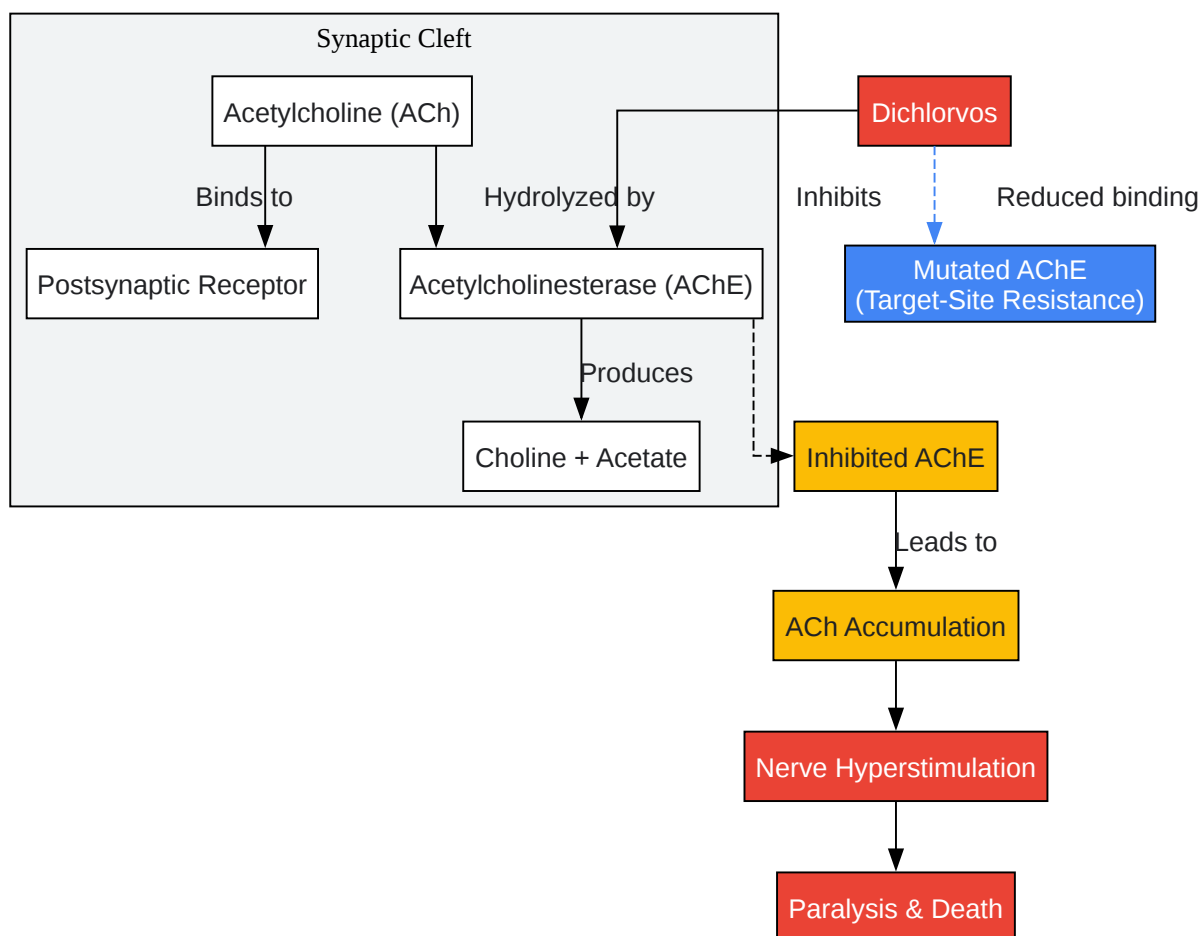 Synaptic Cleft
Acetylcholine (ACh)
Dichlorvos
Binds to
Hydrolyzed by
Inhibits
Reduced binding
Postsynaptic Receptor
Acetylcholinesterase (AChE)
Mutated AChE
(Target-Site Resistance)
Produces
Choline + Acetate
Inhibited AChE
Leads to
ACh Accumulation
Nerve Hyperstimulation
Paralysis & Death